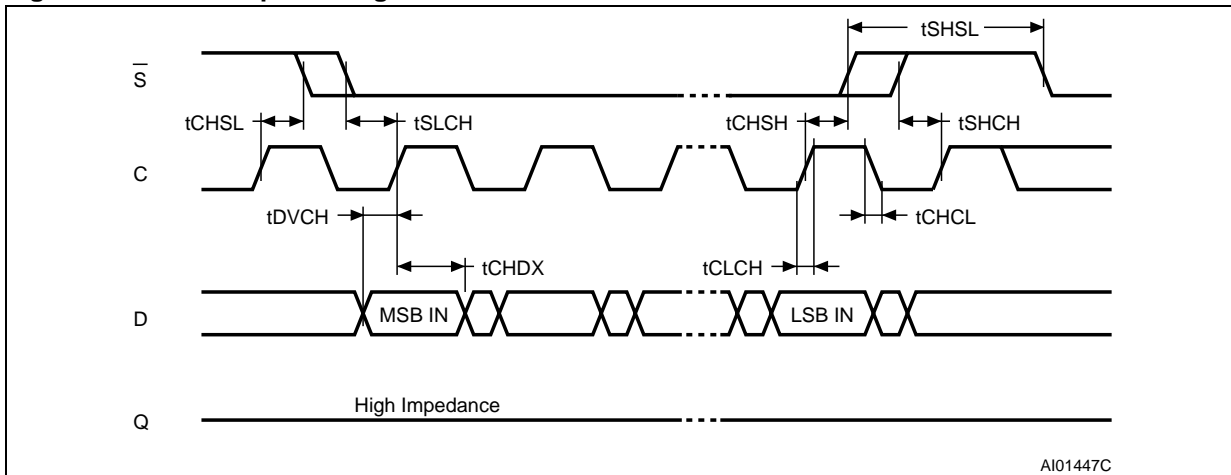 tSHSL
S
tCHSL
tSLCH
tCHSH
tSHCH
C
tDVCH
tCHCL
tCHDX
tCLCH
D
MSB IN
LSB IN
High Impedance
Q
AI01447C